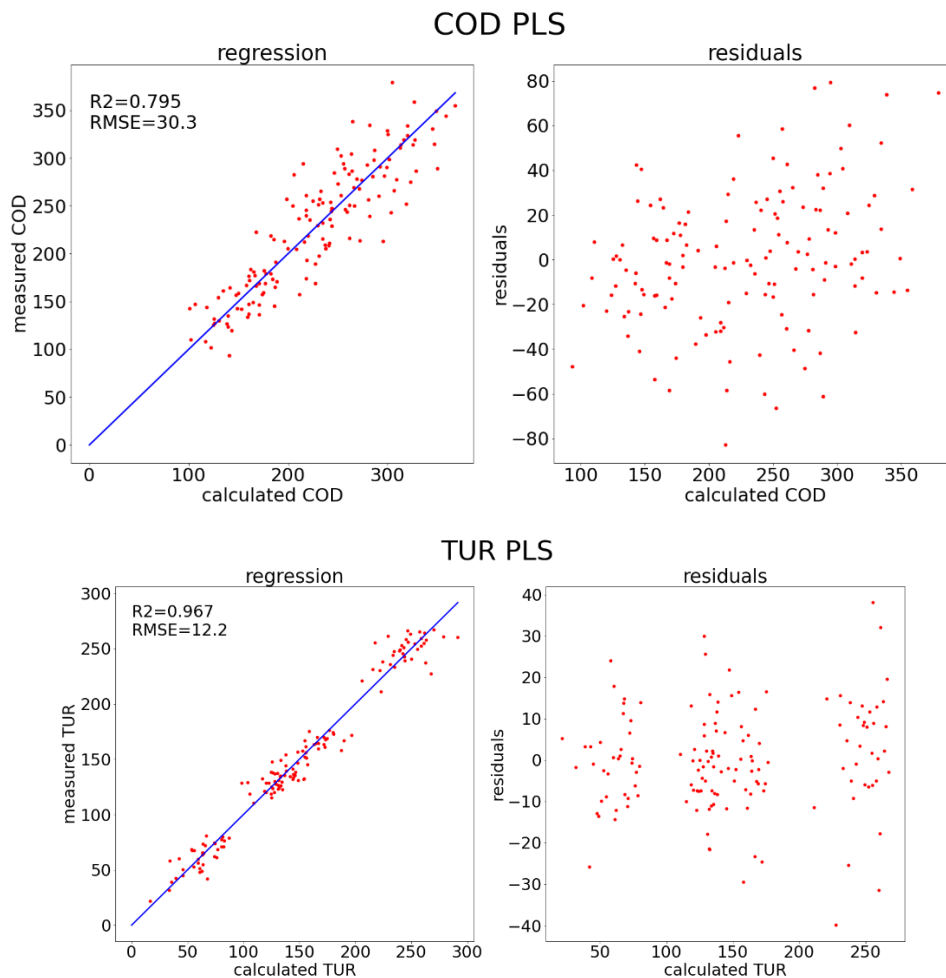 COD PLS
regression
R2=0.795
RMSE=30.3
350
300
250
200
150
100
50
0
measured COD
0 100 200 300
calculated COD
residuals
80
60
40
20
0
−20
−40
−60
−80
residuals
100 150 200 250 300 350
calculated COD
TUR PLS
regression
R2=0.967
RMSE=12.2
300
250
200
150
100
50
0
measured TUR
0 50 100 150 200 250 300
calculated TUR
residuals
40
30
20
10
0
−10
−20
−30
−40
residuals
50 100 150 200 250
calculated TUR